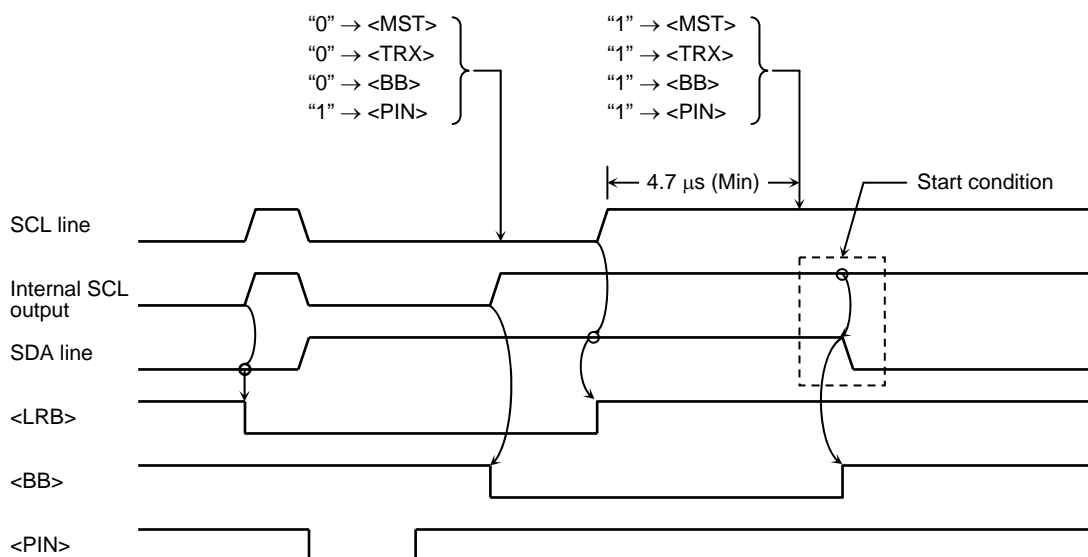 “0” → <MST>
“0” → <TRX>
“0” → <BB>
“1” → <PIN>
“1” → <MST>
“1” → <TRX>
“1” → <BB>
“1” → <PIN>
4.7 μs (Min)
Start condition
SCL line
Internal SCL
output
SDA line
<LRB>
<BB>
<PIN>